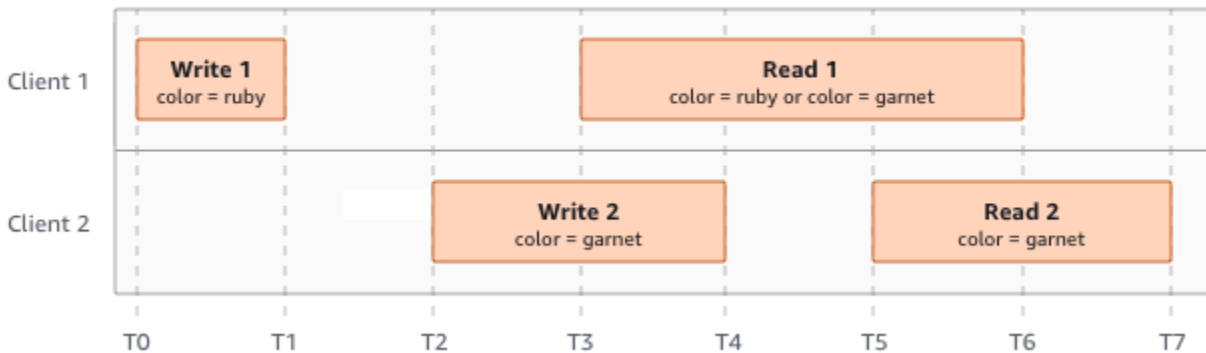 Client 1
Write 1
color = ruby
Read 1
color = ruby or color = garnet
Client 2
Write 2
color = garnet
Read 2
color = garnet
T0 T1 T2 T3 T4 T5 T6 T7